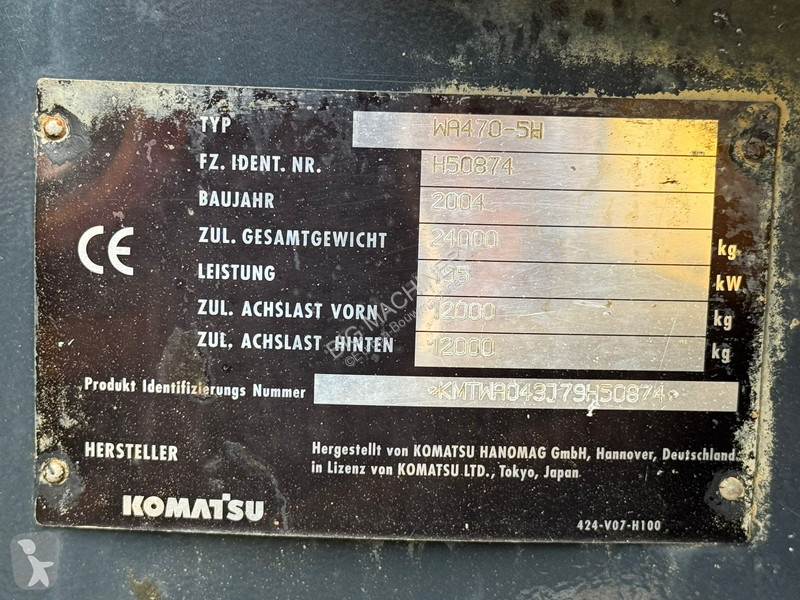 TYP WA470-5H
FZ. IDENT. NR. H50874
BAUJAHR 2004
ZUL. GESAMTGEWICHT 24000 kg
LEISTUNG kW
ZUL. ACHSLAST VORN 12000 kg
ZUL. ACHSLAST HINTEN 12000 kg
CE
Produkt Identifizierungs Nummer *KMTWA043J79H50874*
HERSTELLER
Hergestellt von KOMATSU HANOMAG GmbH, Hannover, Deutschland
in Lizenz von KOMATSU LTD., Tokyo, Japan
KOMATSU
424-V07-H100